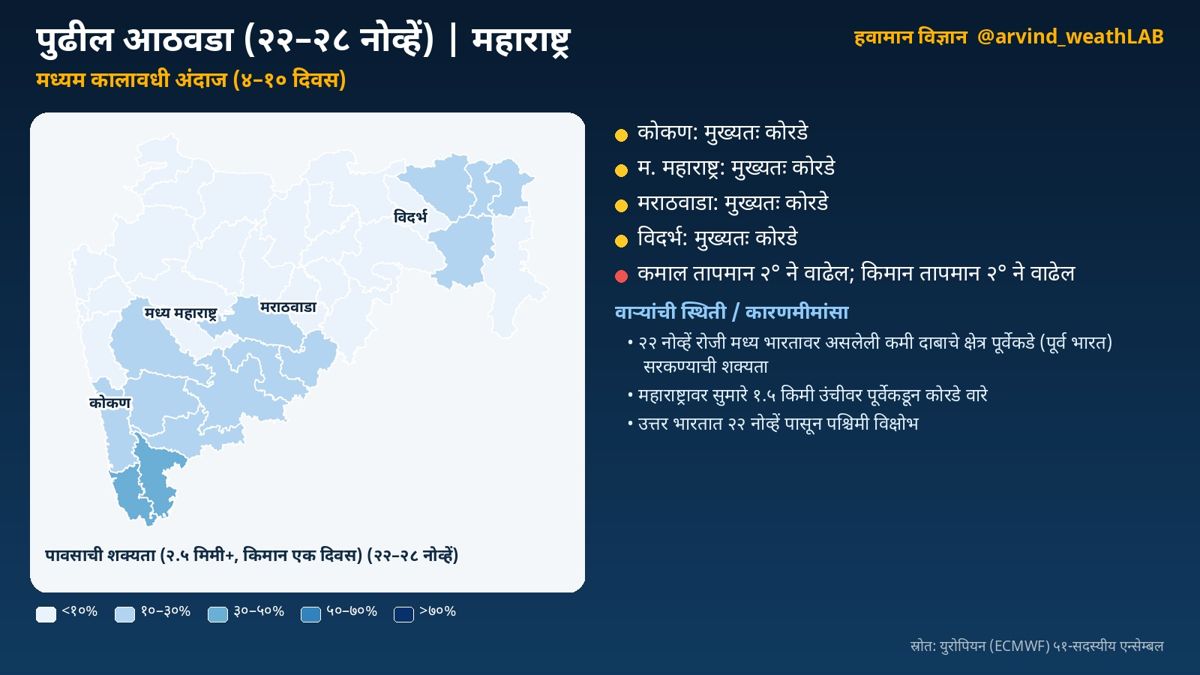 पुढील आठवडा (२२–२८ नोव्हें) | महाराष्ट्र
हवामान विज्ञान @arvind_weathLAB
मध्यम कालावधी अंदाज (४–१० दिवस)
विदर्भ
मध्य महाराष्ट्र
मराठवाडा
कोकण
पावसाची शक्यता (२.५ मिमी+, किमान एक दिवस) (२२–२८ नोव्हें)
<१०%
१०–३०%
३०–५०%
५०–७०%
>७०%
कोकण: मुख्यतः कोरडे
म. महाराष्ट्र: मुख्यतः कोरडे
मराठवाडा: मुख्यतः कोरडे
विदर्भ: मुख्यतः कोरडे
कमाल तापमान २° ने वाढेल; किमान तापमान २° ने वाढेल
वाऱ्यांची स्थिती / कारणमीमांसा
• २२ नोव्हें रोजी मध्य भारतावर असलेली कमी दाबाचे क्षेत्र पूर्वेकडे (पूर्व भारत)
सरकण्याची शक्यता
• महाराष्ट्रावर सुमारे १.५ किमी उंचीवर पूर्वेकडून कोरडे वारे
• उत्तर भारतात २२ नोव्हें पासून पश्चिमी विक्षोभ
स्रोत: युरोपियन (ECMWF) ५१-सदस्यीय एन्सेम्बल